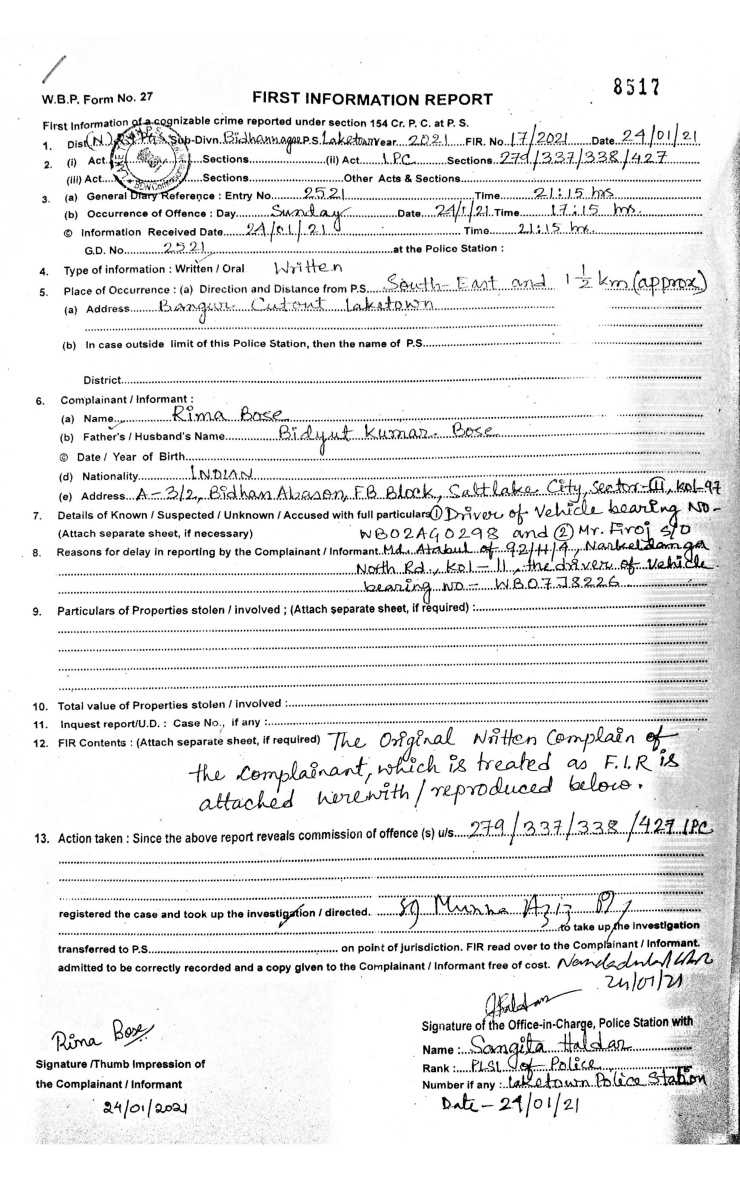 8517
W.B.P. Form No. 27
FIRST INFORMATION REPORT
First Information of a cognizable crime reported under section 154 Cr. P. C. at P. S.
1. Dist (N) 24 PGS Sub-Divn. Bidhannagar P.S. Laketown Year 2021 FIR. No 17/2021 Date 24/01/21
2. (i) Act Sections (ii) Act I.P.C Sections 279/337/338/427
(iii) Act Sections Other Acts & Sections
3. (a) General Diary Reference : Entry No. 2521 Time 21:15 hrs
(b) Occurrence of Offence : Day Sunday Date 24/1/21 Time 17:15 hrs.
© Information Received Date 24/01/21 Time 21:15 hrs.
G.D. No. 2521 at the Police Station :
4. Type of information : Written / Oral Written
5. Place of Occurrence : (a) Direction and Distance from P.S. South-East and 1 1/2 km (approx)
(a) Address Bangur Cutout Laketown
(b) In case outside limit of this Police Station, then the name of P.S
District
6. Complainant / Informant :
(a) Name Rima Bose
(b) Father's / Husband's Name Bidyut Kumar Bose
© Date / Year of Birth
(d) Nationality INDIAN
(e) Address A-3/2, Bidhan Abason, F.B Block, Saltlake City, Sector-III, Kol-97
7. Details of Known / Suspected / Unknown / Accused with full particulars ① Driver of Vehicle bearing NO-
(Attach separate sheet, if necessary) WB02AG0298 and ② Mr. Firoj S/O
8. Reasons for delay in reporting by the Complainant / Informant Md. Atabul of 92/H/9, Narkeldanga
North Rd., Kol-11, the driver of Vehicle
bearing NO- WB07J8226
9. Particulars of Properties stolen / involved ; (Attach separate sheet, if required) :
10. Total value of Properties stolen / involved :
11. Inquest report/U.D. : Case No., if any :
12. FIR Contents : (Attach separate sheet, if required) The Original Written Complain of
the Complainant, which is treated as F.I.R is
attached herewith/reproduced below.
13. Action taken : Since the above report reveals commission of offence (s) u/s 279/337/338/427 IPC
registered the case and took up the investigation / directed. SI Munna Aziz
to take up the investigation
transferred to P.S. on point of jurisdiction. FIR read over to the Complainant / Informant.
admitted to be correctly recorded and a copy given to the Complainant / Informant free of cost.
24/01/21
Signature of the Office-in-Charge, Police Station with
Rima Bose
Name : Sangita Haldar
Signature /Thumb Impression of
Rank : PLSI of Police
the Complainant / Informant
Number if any : Laketown Police Station
24/01/2021
Date - 24/01/21